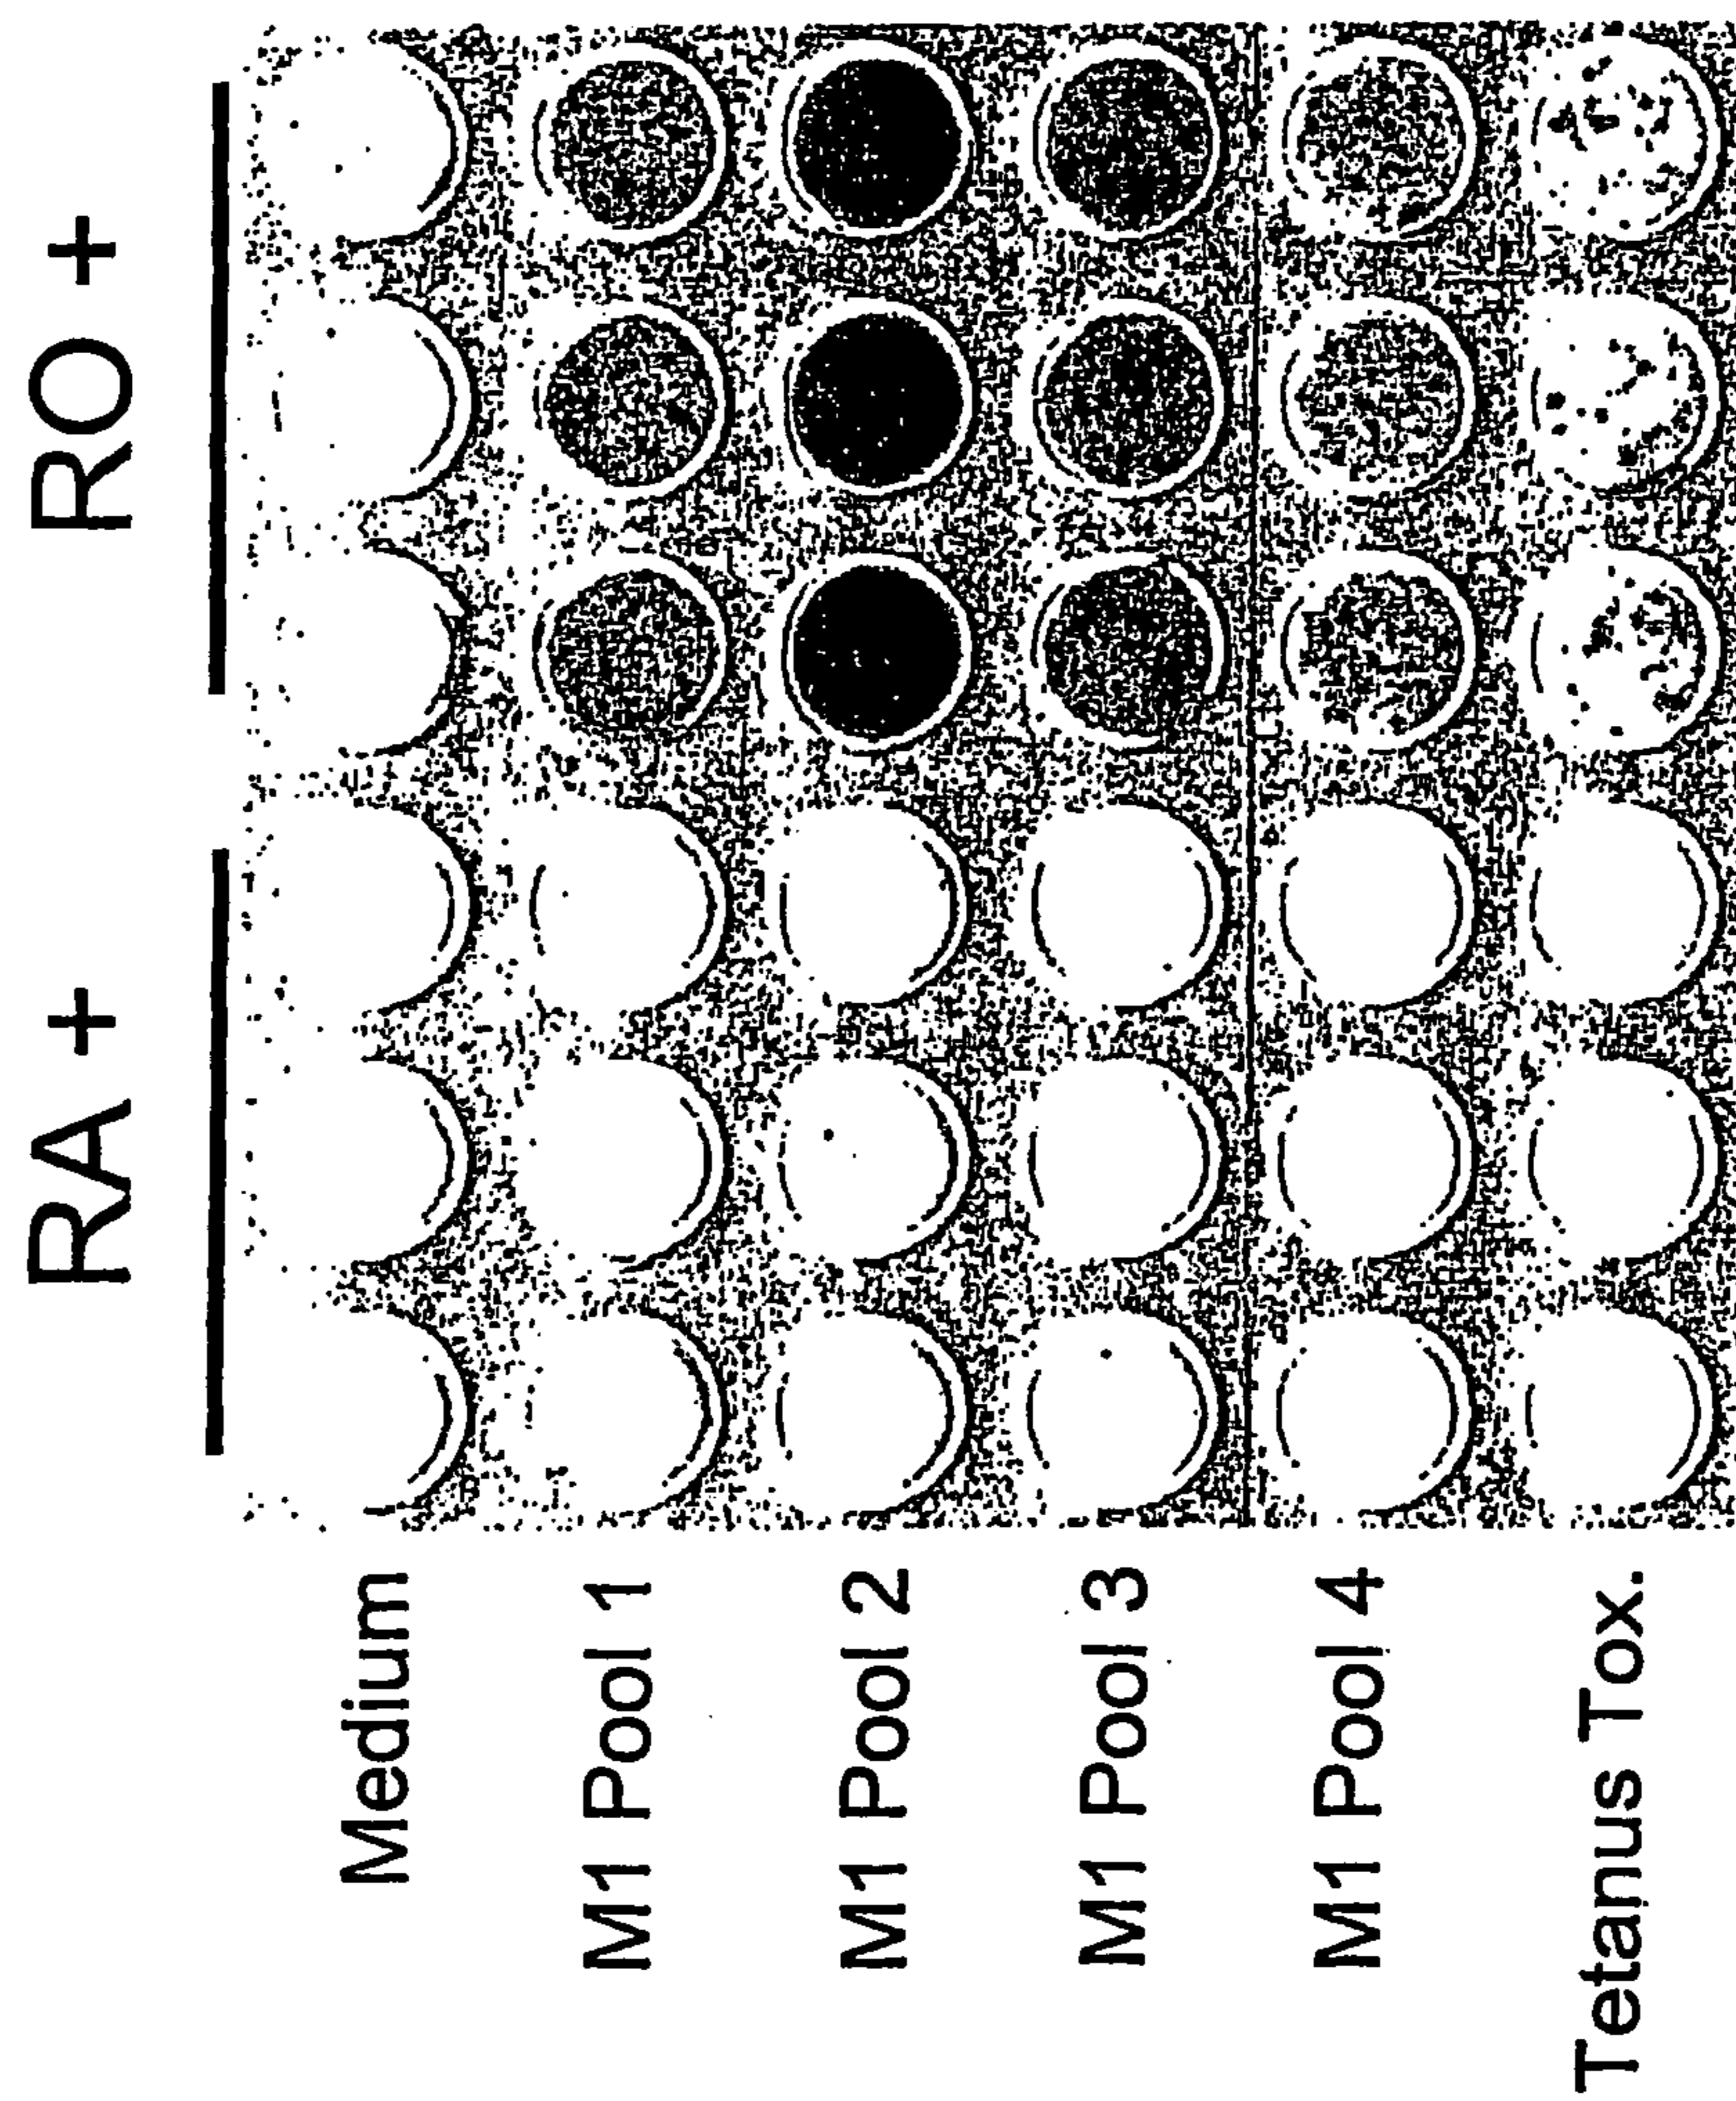 RA +
RO +
Medium
M1 Pool 1
M1 Pool 2
M1 Pool 3
M1 Pool 4
Tetanus Tox.